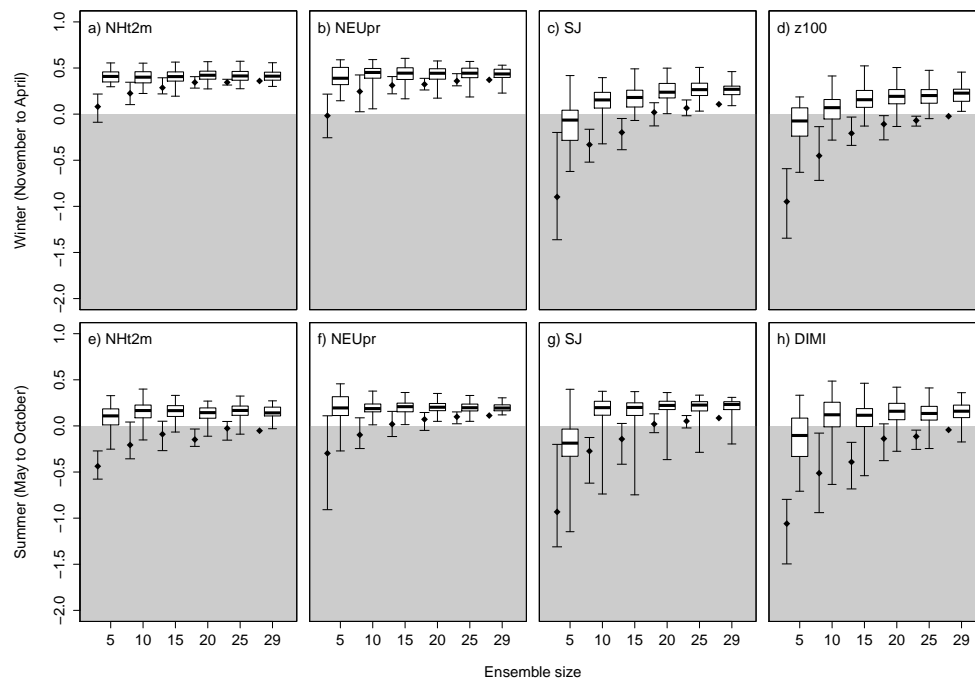 a) NHt2m
b) NEUpr
c) SJ
d) z100
1.0
0.5
0.0
−0.5
−1.0
−1.5
−2.0
Winter (November to April)
e) NHt2m
f) NEUpr
g) SJ
h) DIMI
1.0
0.5
0.0
−0.5
−1.0
−1.5
−2.0
Summer (May to October)
5 10 15 20 25 29
5 10 15 20 25 29
5 10 15 20 25 29
5 10 15 20 25 29
Ensemble size